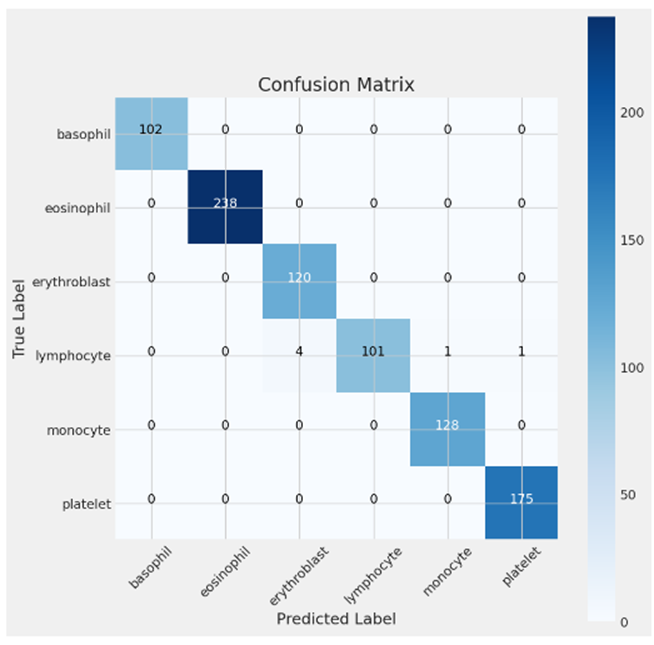 Confusion Matrix
True Label
basophil 102 0 0 0 0 0
eosinophil 0 238 0 0 0 0
erythroblast 0 0 120 0 0 0
lymphocyte 0 0 4 101 1 1
monocyte 0 0 0 0 128 0
platelet 0 0 0 0 0 175
basophil eosinophil erythroblast lymphocyte monocyte platelet
Predicted Label
200
150
100
50
0